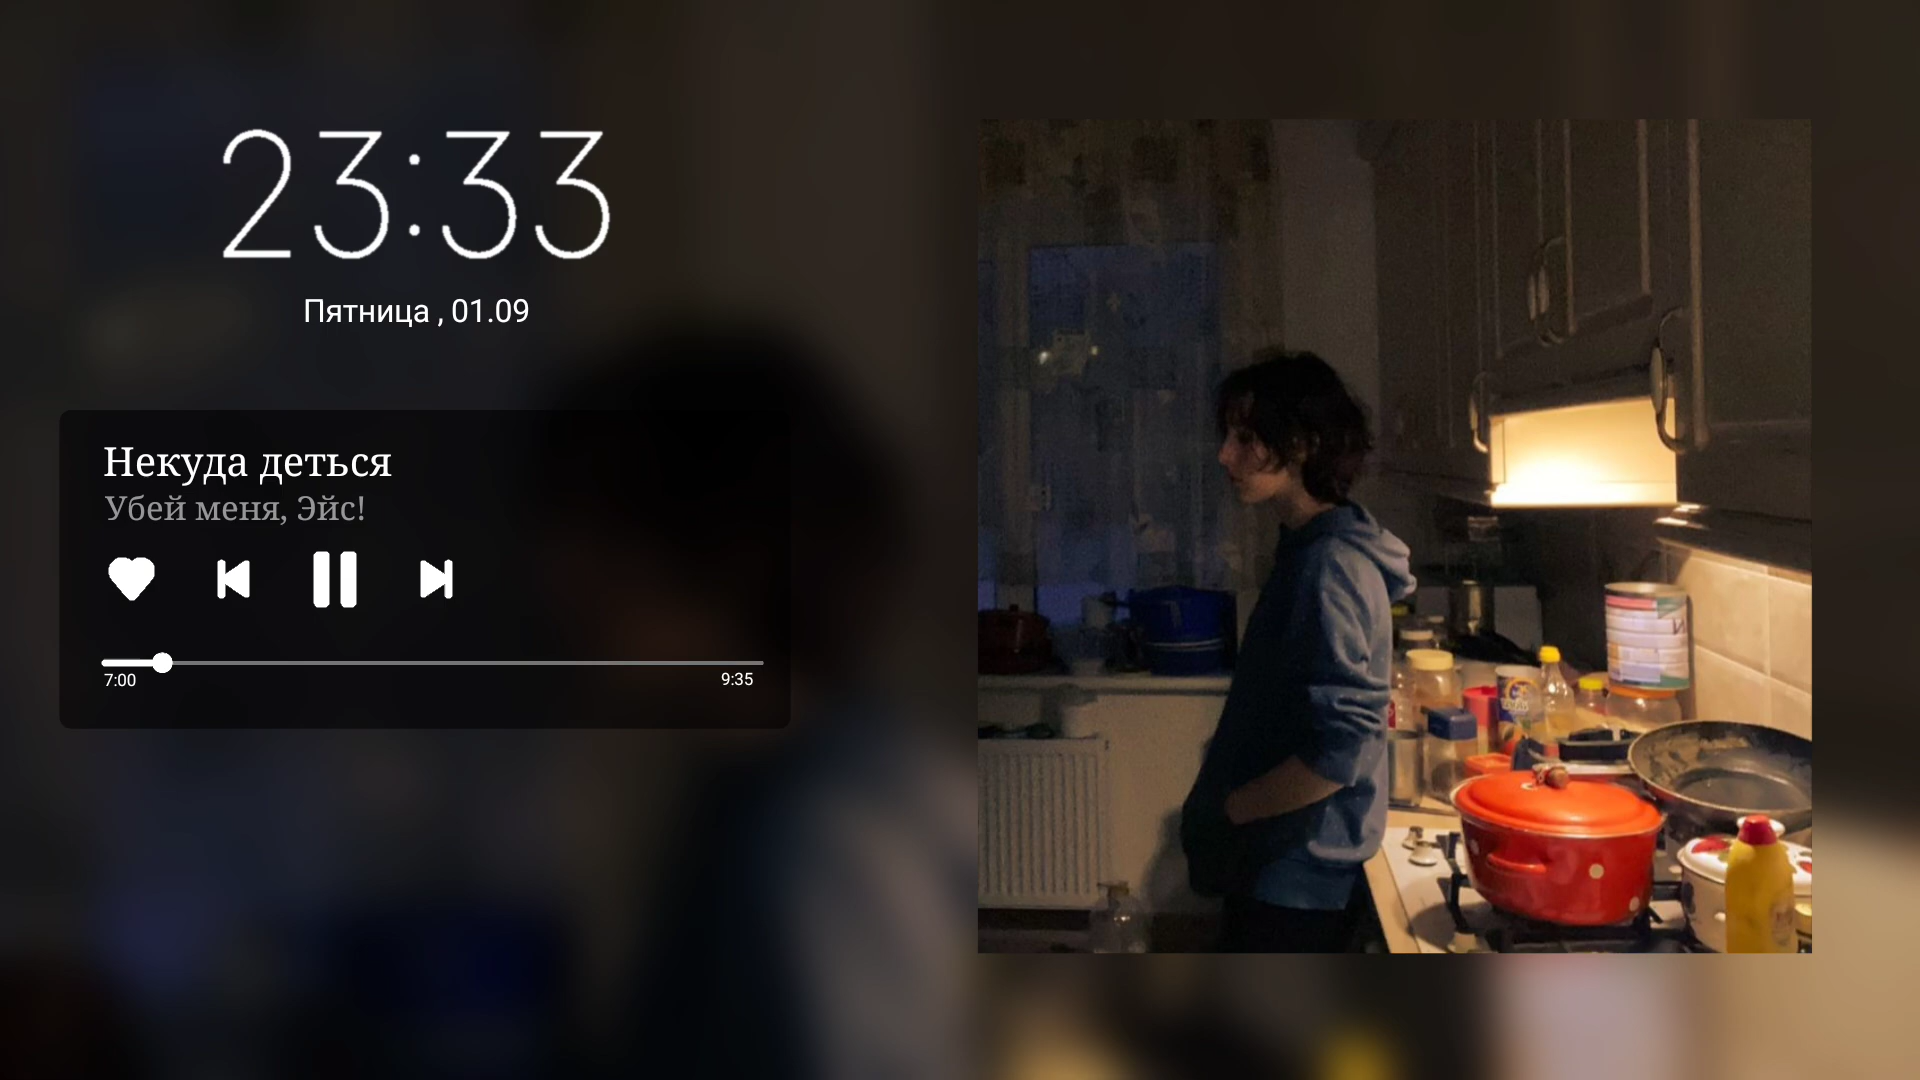 23:33
Пятница , 01.09
Некуда деться
Убей меня, Эйс!
7:00
9:35